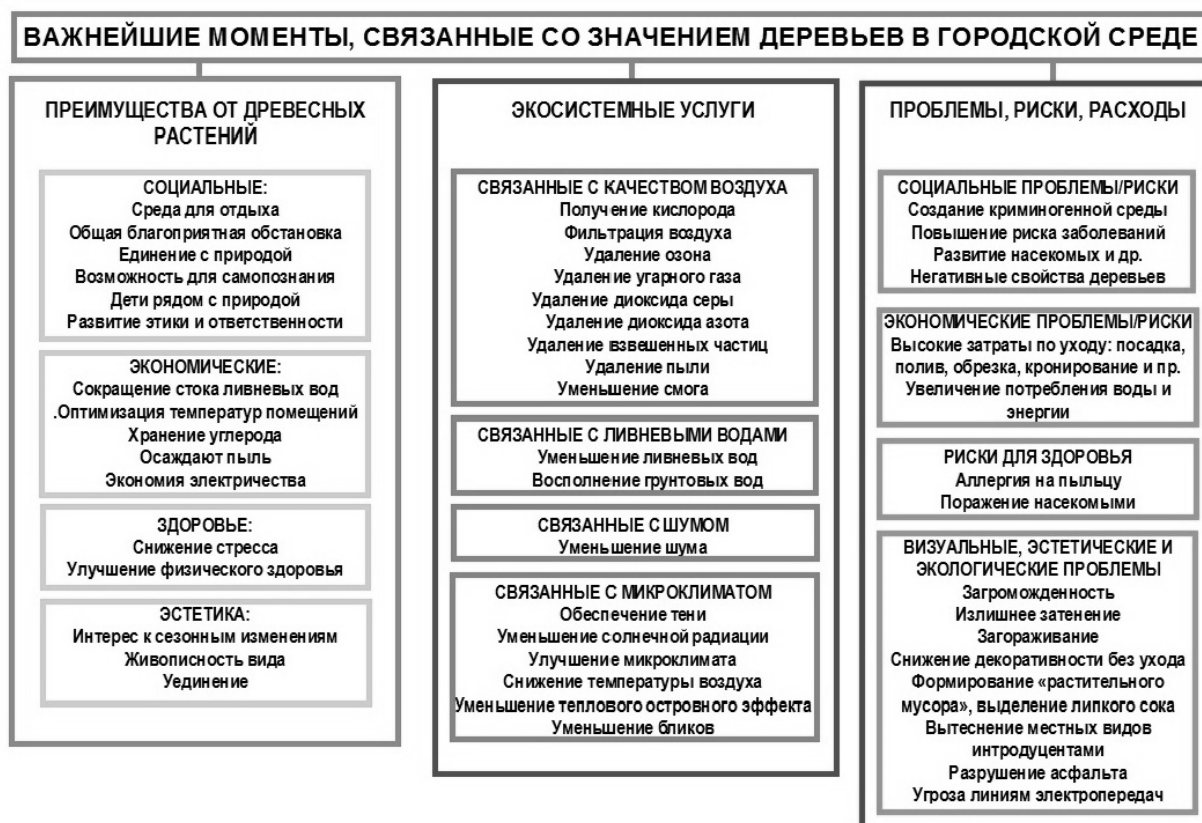 ВАЖНЕЙШИЕ МОМЕНТЫ, СВЯЗАННЫЕ СО ЗНАЧЕНИЕМ ДЕРЕВЬЕВ В ГОРОДСКОЙ СРЕДЕ
ПРЕИМУЩЕСТВА ОТ ДРЕВЕСНЫХ
РАСТЕНИЙ
СОЦИАЛЬНЫЕ:
Среда для отдыха
Общая благоприятная обстановка
Единение с природой
Возможность для самопознания
Дети рядом с природой
Развитие этики и ответственности
ЭКОНОМИЧЕСКИЕ:
Сокращение стока ливневых вод
.Оптимизация температур помещений
Хранение углерода
Осаждают пыль
Экономия электричества
ЗДОРОВЬЕ:
Снижение стресса
Улучшение физического здоровья
ЭСТЕТИКА:
Интерес к сезонным изменениям
Живописность вида
Уединение
ЭКОСИСТЕМНЫЕ УСЛУГИ
СВЯЗАННЫЕ С КАЧЕСТВОМ ВОЗДУХА
Получение кислорода
Фильтрация воздуха
Удаление озона
Удаление угарного газа
Удаление диоксида серы
Удаление диоксида азота
Удаление взвешенных частиц
Удаление пыли
Уменьшение смога
СВЯЗАННЫЕ С ЛИВНЕВЫМИ ВОДАМИ
Уменьшение ливневых вод
Восполнение грунтовых вод
СВЯЗАННЫЕ С ШУМОМ
Уменьшение шума
СВЯЗАННЫЕ С МИКРОКЛИМАТОМ
Обеспечение тени
Уменьшение солнечной радиации
Улучшение микроклимата
Снижение температуры воздуха
Уменьшение теплового островного эффекта
Уменьшение бликов
ПРОБЛЕМЫ, РИСКИ, РАСХОДЫ
СОЦИАЛЬНЫЕ ПРОБЛЕМЫ/РИСКИ
Создание криминогенной среды
Повышение риска заболеваний
Развитие насекомых и др.
Негативные свойства деревьев
ЭКОНОМИЧЕСКИЕ ПРОБЛЕМЫ/РИСКИ
Высокие затраты по уходу: посадка,
полив, обрезка, кронирование и пр.
Увеличение потребления воды и
энергии
РИСКИ ДЛЯ ЗДОРОВЬЯ
Аллергия на пыльцу
Поражение насекомыми
ВИЗУАЛЬНЫЕ, ЭСТЕТИЧЕСКИЕ И
ЭКОЛОГИЧЕСКИЕ ПРОБЛЕМЫ
Загроможденность
Излишнее затенение
Загораживание
Снижение декоративности без ухода
Формирование «растительного
мусора», выделение липкого сока
Вытеснение местных видов
интродуцентами
Разрушение асфальта
Угроза линиям электропередач